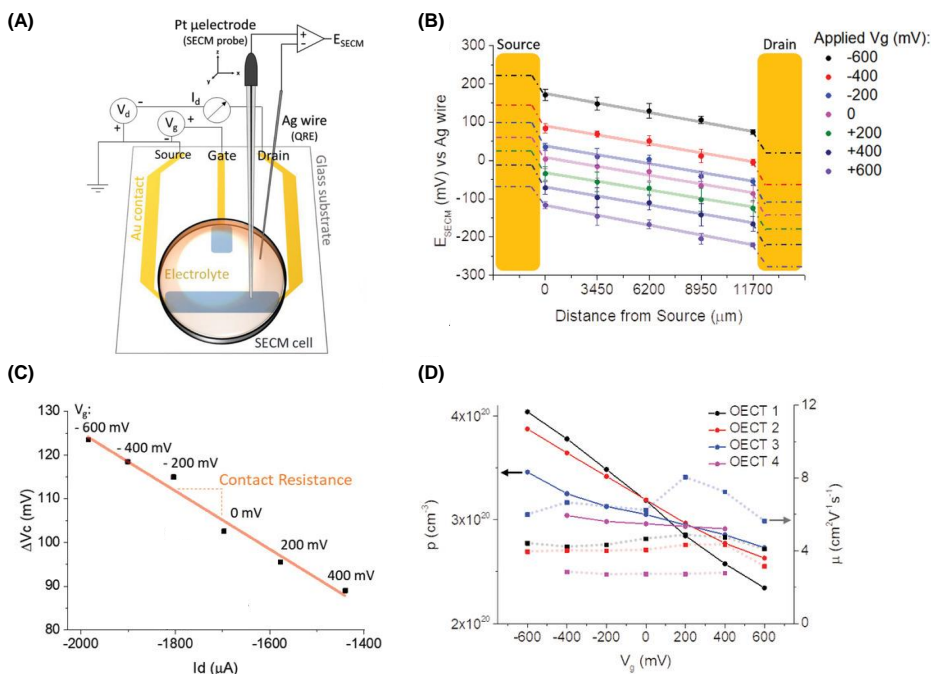 (A)
Pt µelectrode
(SECM probe)
z
y
x
+
-
E_SECM
Ag wire
(QRE)
I_d
V_d
-
+
V_g
+
-
Source
Gate
Drain
Au contact
Glass substrate
Electrolyte
SECM cell
(B)
300
200
100
0
-100
-200
-300
E_SECM (mV) vs Ag wire
Source
Drain
0
3450
6200
8950
11700
Distance from Source (µm)
Applied Vg (mV):
-600
-400
-200
0
+200
+400
+600
(C)
V_g:
130
120
110
100
90
80
ΔVc (mV)
- 600 mV
- 400 mV
- 200 mV
Contact Resistance
0 mV
200 mV
400 mV
-2000
-1800
-1600
-1400
Id (µA)
(D)
4x10^20
3x10^20
2x10^20
p (cm^-3)
OECT 1
OECT 2
OECT 3
OECT 4
12
8
4
0
µ (cm²V⁻¹s⁻¹)
-600
-400
-200
0
200
400
600
V_g (mV)